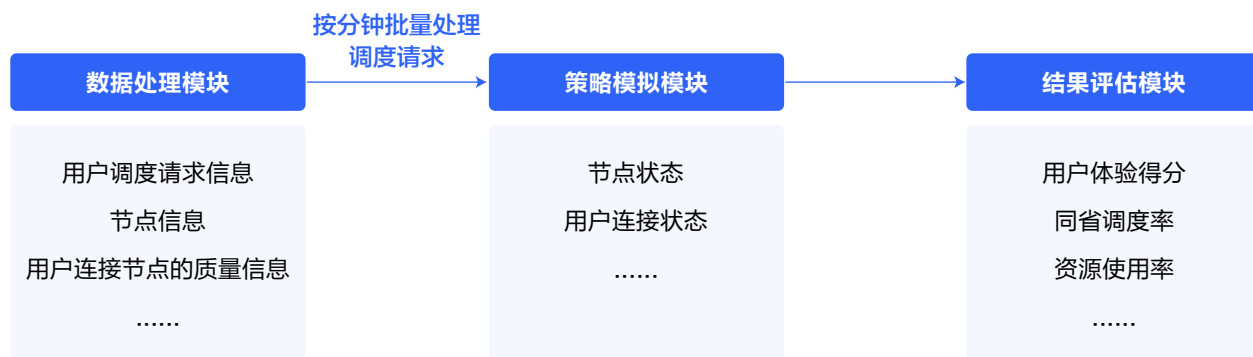 按分钟批量处理
调度请求
数据处理模块
策略模拟模块
结果评估模块
用户调度请求信息
节点信息
用户连接节点的质量信息
......
节点状态
用户连接状态
......
用户体验得分
同省调度率
资源使用率
......